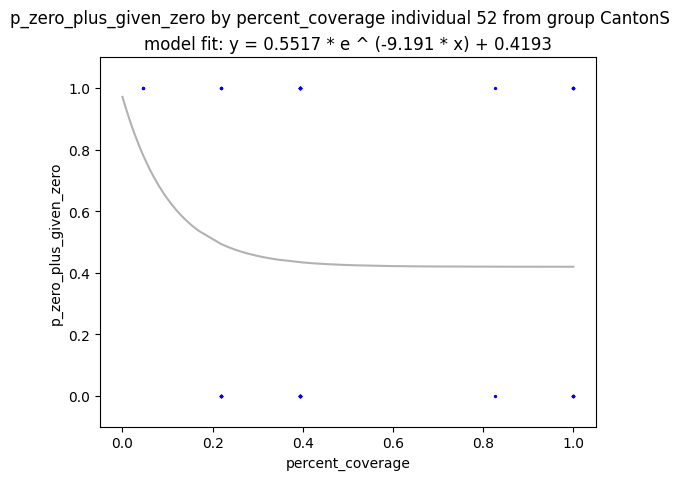 p_zero_plus_given_zero by percent_coverage individual 52 from group CantonS
model fit: y = 0.5517 * e ^ (-9.191 * x) + 0.4193
1.0
0.8
0.6
0.4
0.2
0.0
p_zero_plus_given_zero
0.0 0.2 0.4 0.6 0.8 1.0
percent_coverage